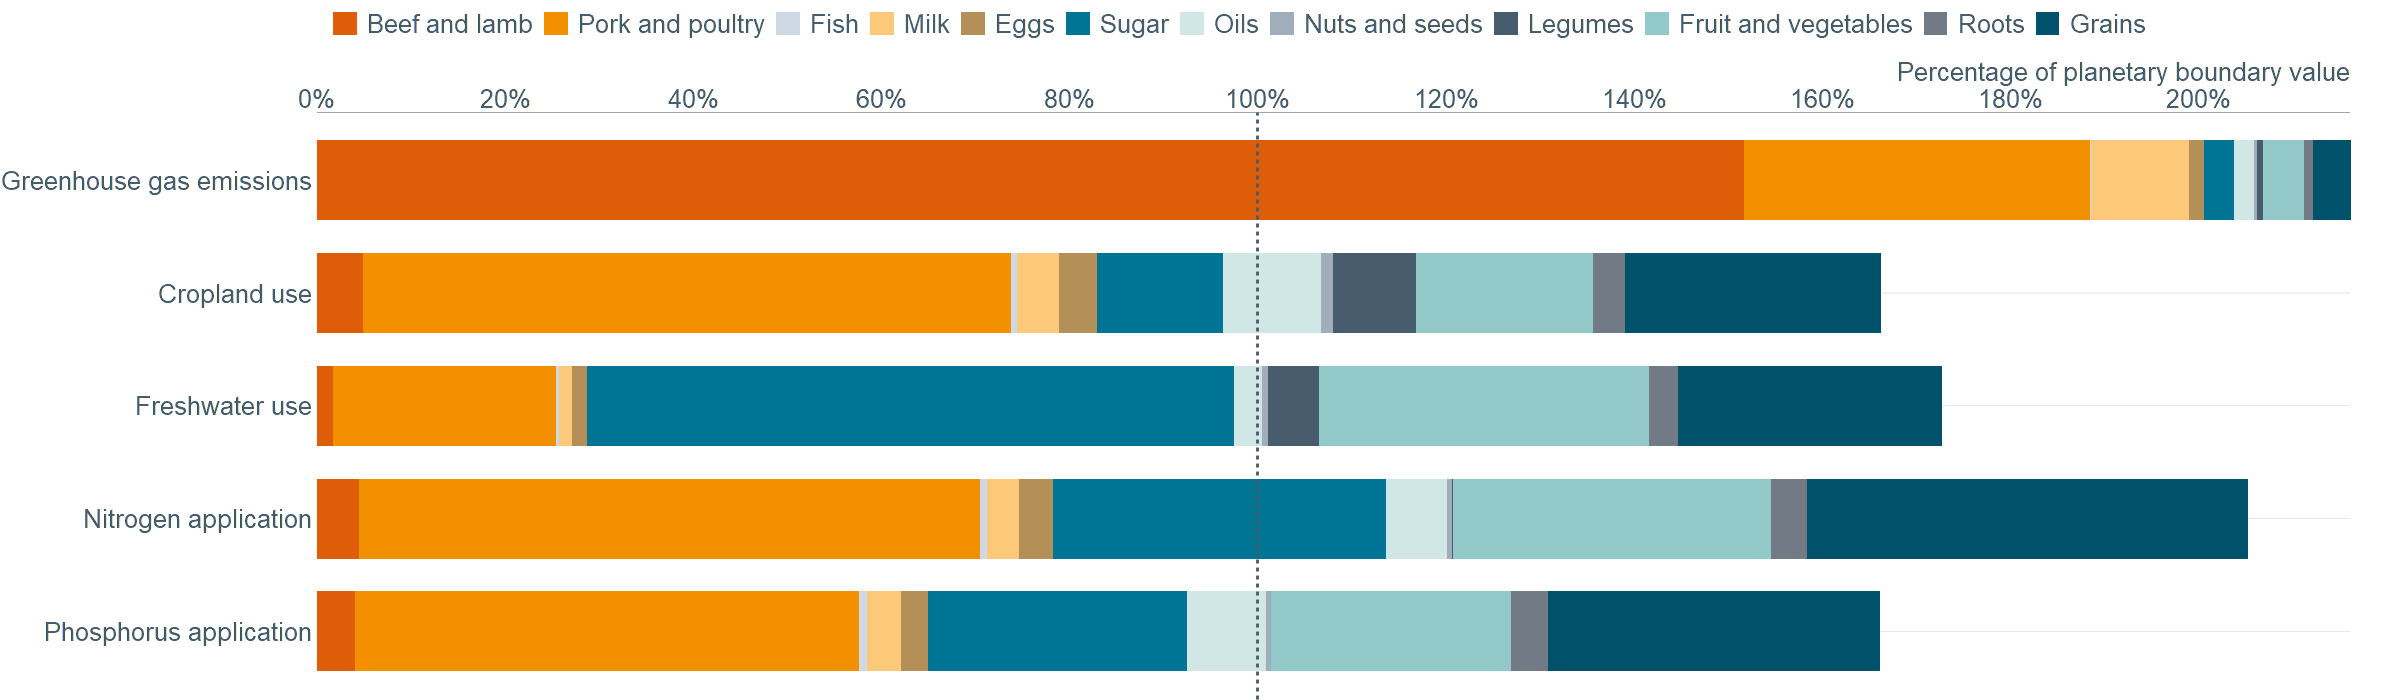 Beef and lamb Pork and poultry Fish Milk Eggs Sugar Oils Nuts and seeds Legumes Fruit and vegetables Roots Grains
Percentage of planetary boundary value
0% 20% 40% 60% 80% 100% 120% 140% 160% 180% 200%
Greenhouse gas emissions
Cropland use
Freshwater use
Nitrogen application
Phosphorus application